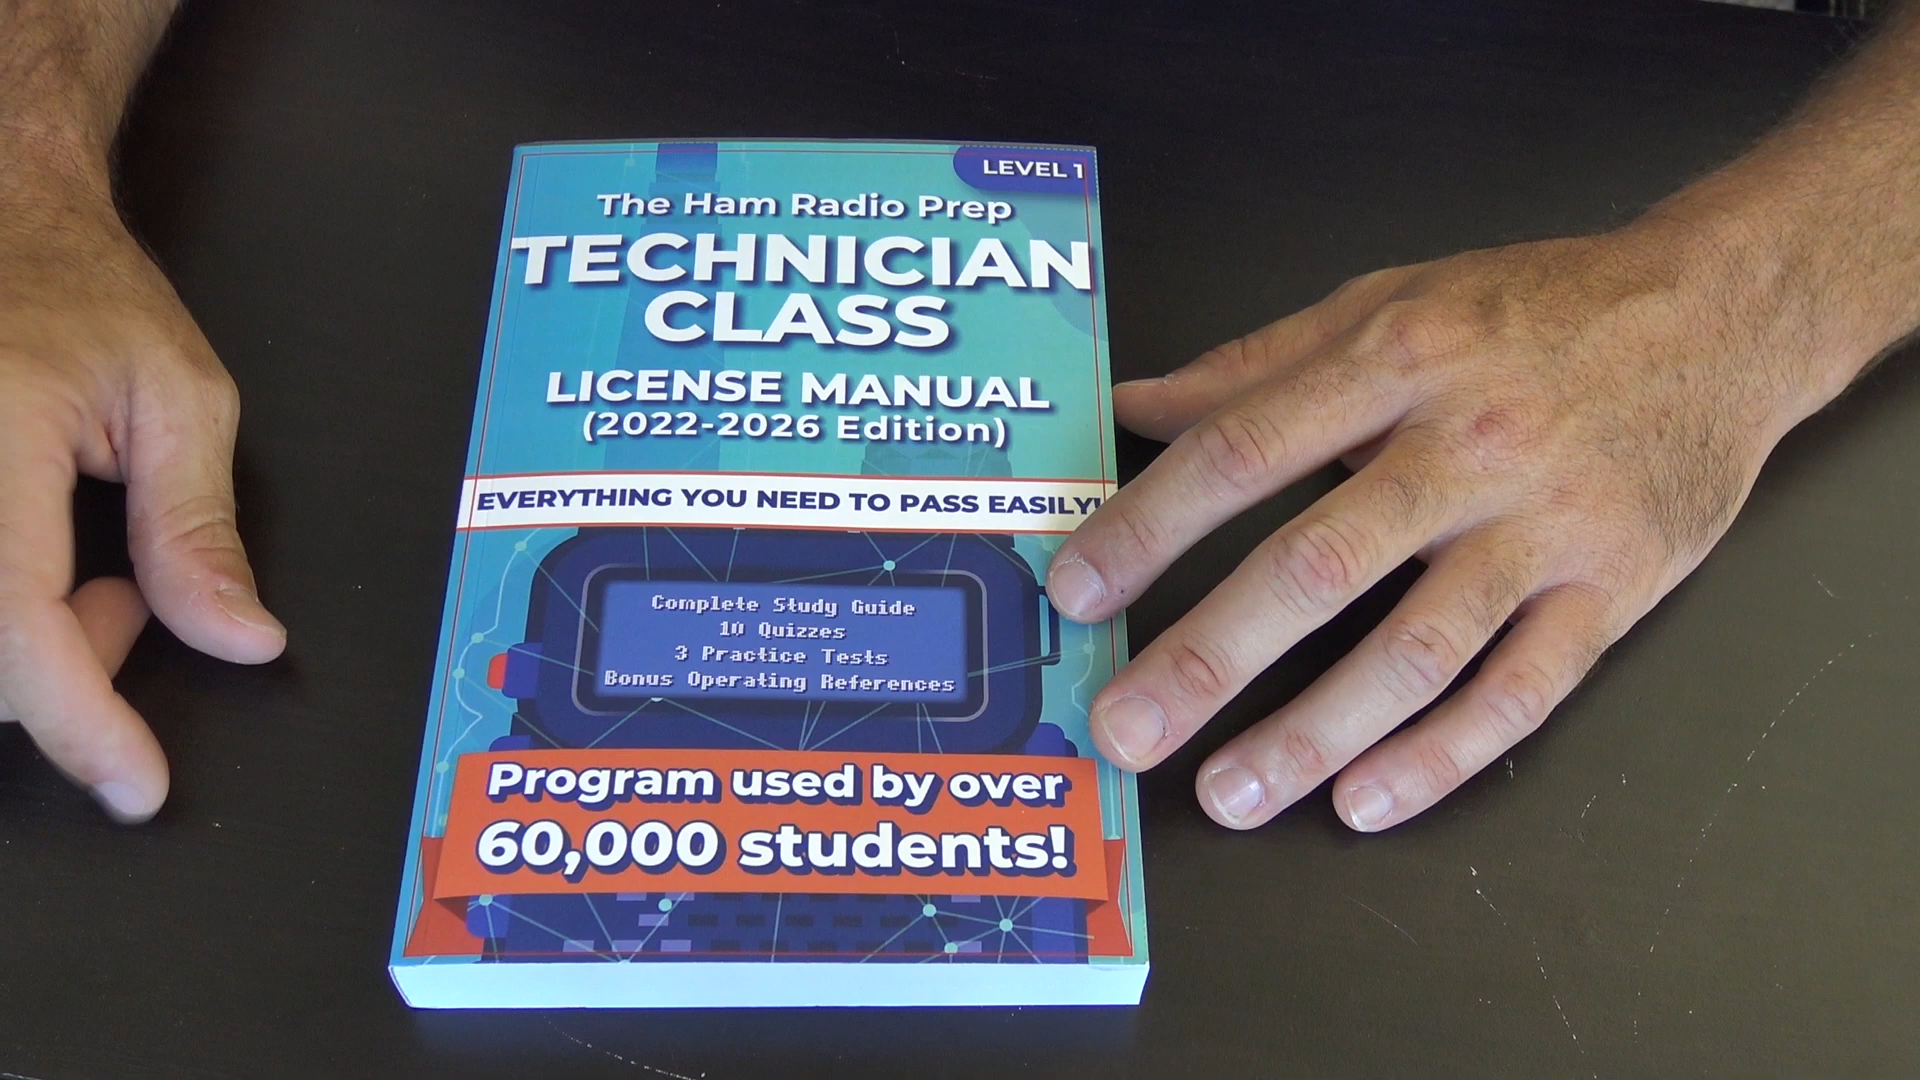 LEVEL 1
The Ham Radio Prep
TECHNICIAN
CLASS
LICENSE MANUAL
(2022-2026 Edition)
EVERYTHING YOU NEED TO PASS EASILY!
Complete Study Guide
10 Quizzes
3 Practice Tests
Bonus Operating References
Program used by over
60,000 students!